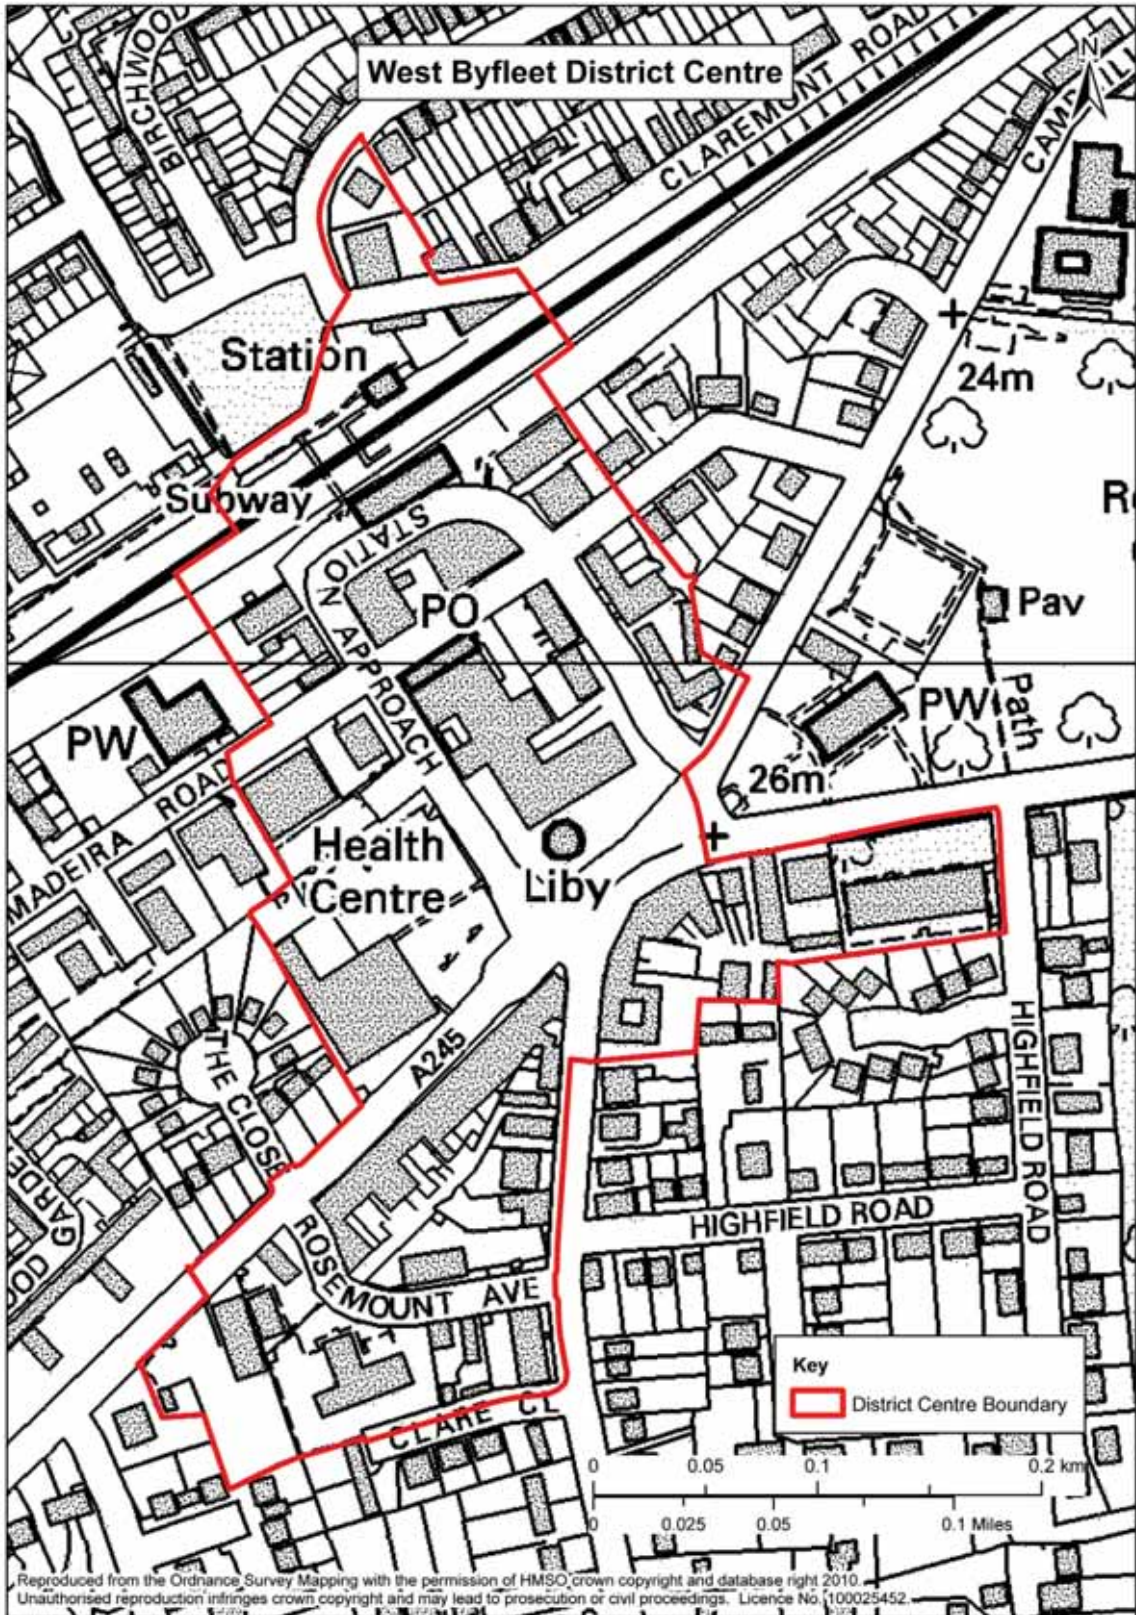 West Byfleet District Centre
N
BIRCHWOOD
CLAREMONT ROAD
Station
24m
Subway
STATION APPROACH
PO
Pav
PW
PW
Path
26m
MADEIRA ROAD
Health
Centre
Liby
THE CLOSE
A245
HIGHFIELD ROAD
HIGHFIELD ROAD
ROSEMOUNT AVE
CLARE CL
Key
District Centre Boundary
0 0.05 0.1 0.2 km
0 0.025 0.05 0.1 Miles
Reproduced from the Ordnance Survey Mapping with the permission of HMSO crown copyright and database right 2010.
Unauthorised reproduction infringes crown copyright and may lead to prosecution or civil proceedings. Licence No. 100025452.